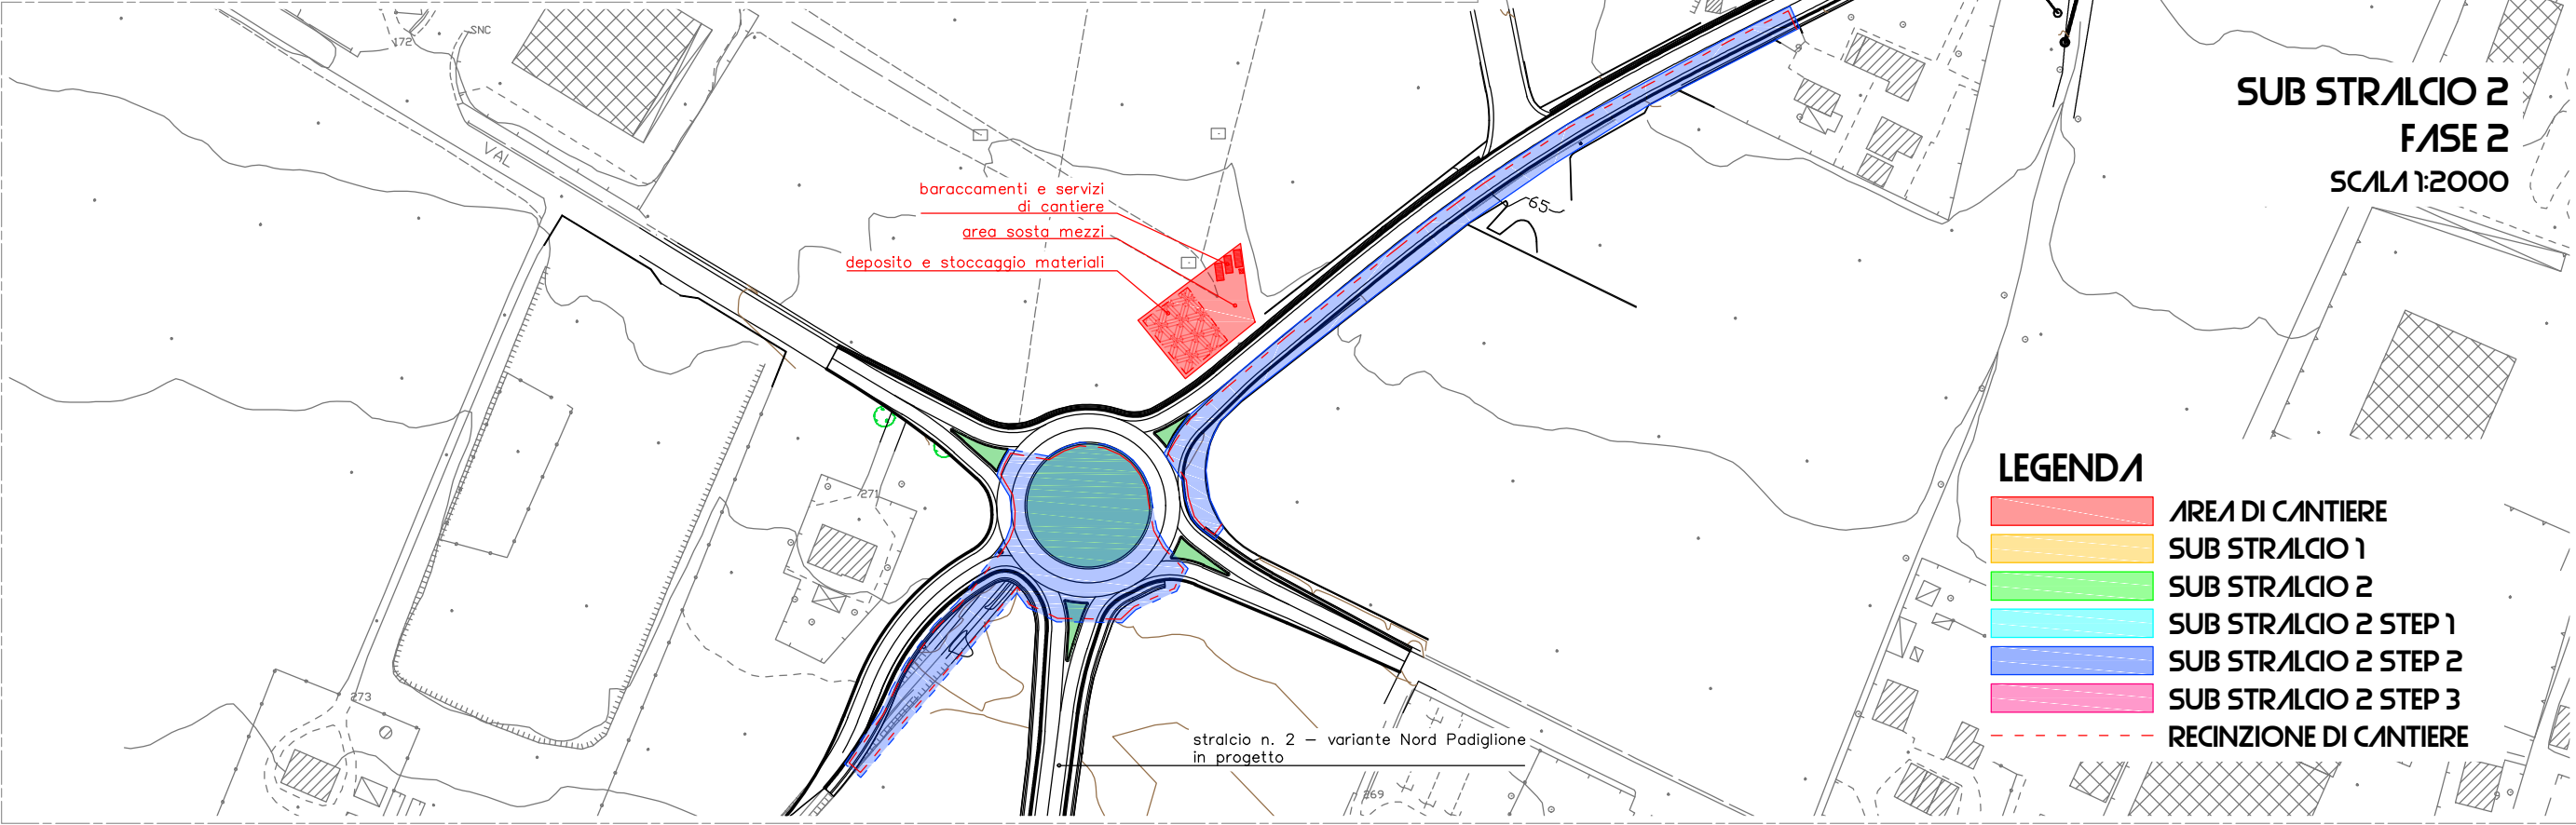 SUB STRALCIO 2
FASE 2
SCALA 1:2000
172
SNC
VAL
baraccamenti e servizi
di cantiere
area sosta mezzi
deposito e stoccaggio materiali
65
271
273
269
stralcio n. 2 – variante Nord Padiglione
in progetto
LEGENDA
AREA DI CANTIERE
SUB STRALCIO 1
SUB STRALCIO 2
SUB STRALCIO 2 STEP 1
SUB STRALCIO 2 STEP 2
SUB STRALCIO 2 STEP 3
RECINZIONE DI CANTIERE